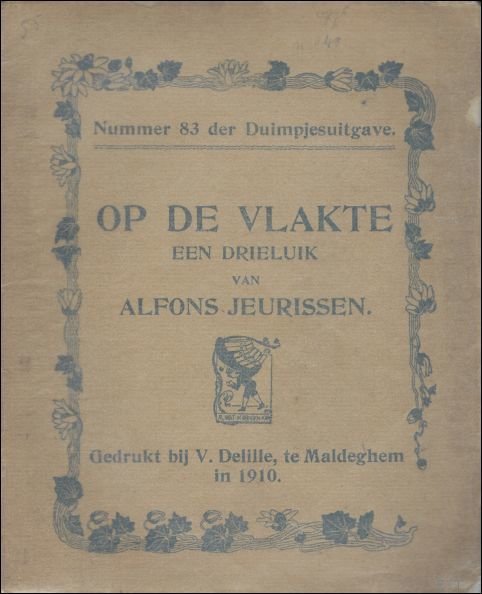 Nummer 83 der Duimpjesuitgave.
OP DE VLAKTE
EEN DRIELUIK
VAN
ALFONS JEURISSEN.
Gedrukt bij V. Delille, te Maldeghem
in 1910.